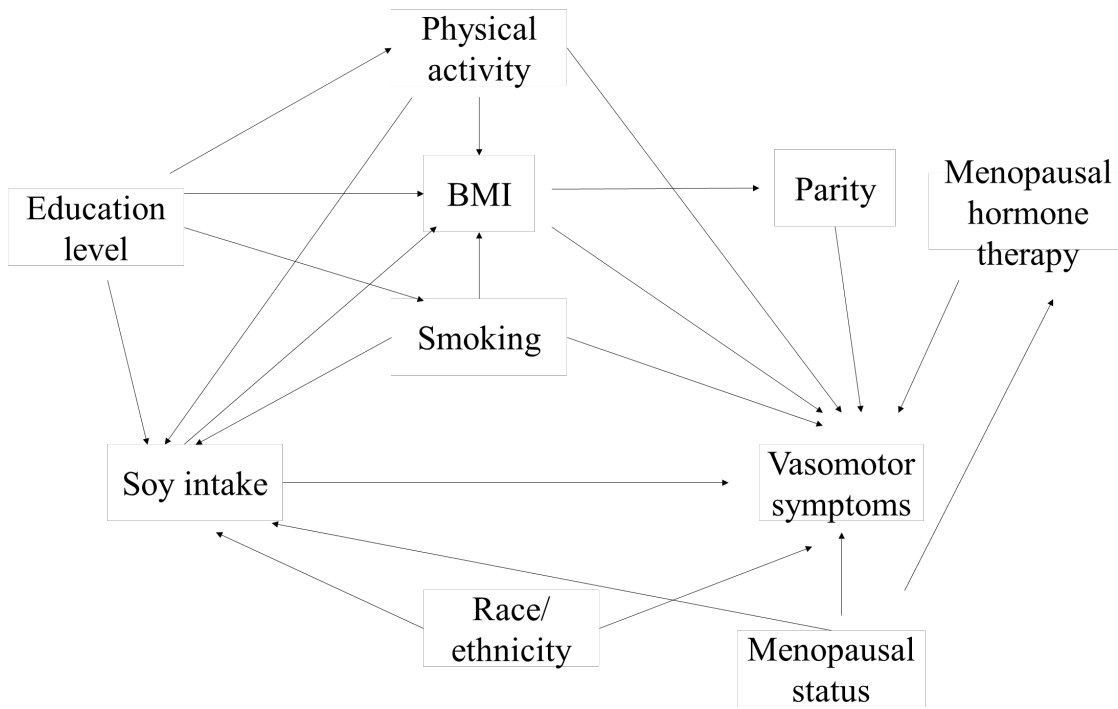 Physical
activity
BMI
Parity
Menopausal
hormone
therapy
Education
level
Smoking
Soy intake
Vasomotor
symptoms
Race/
ethnicity
Menopausal
status